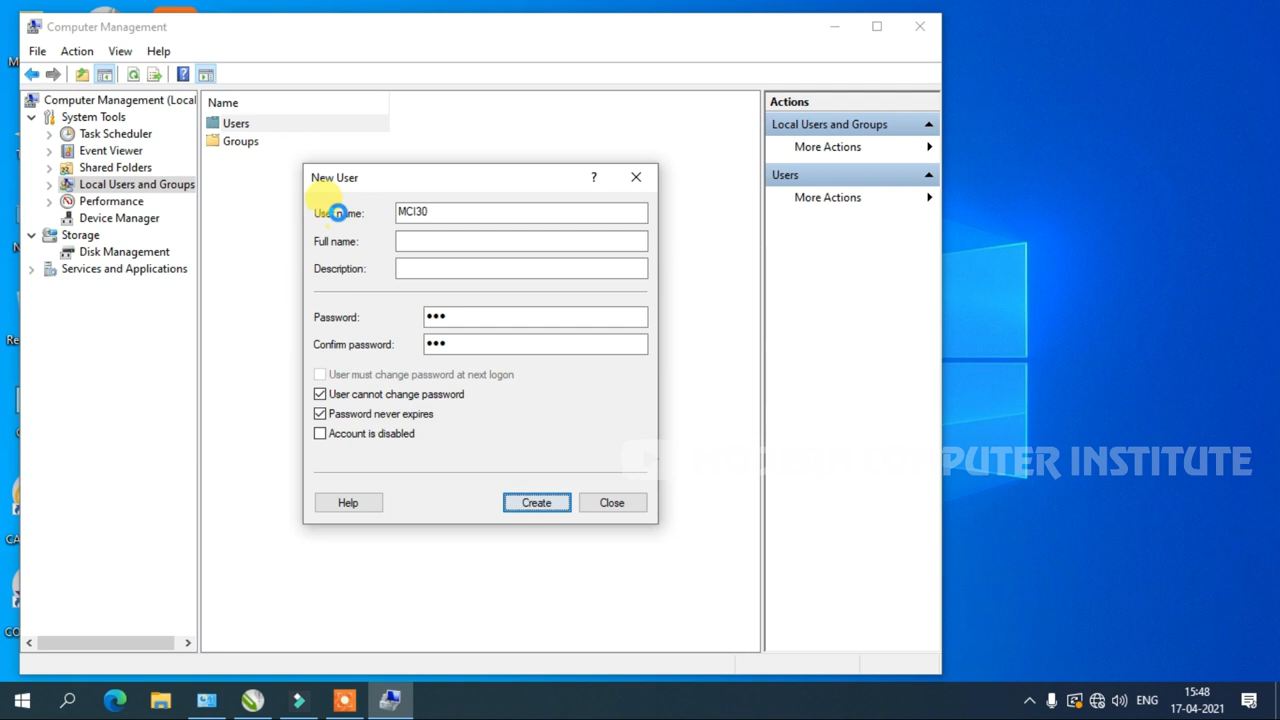 Computer Management
File Action View Help
Computer Management (Local
System Tools
Task Scheduler
Event Viewer
Shared Folders
Local Users and Groups
Performance
Device Manager
Storage
Disk Management
Services and Applications
Name
Users
Groups
Actions
Local Users and Groups
More Actions
Users
More Actions
New User
User name: MCI30
Full name:
Description:
Password: •••
Confirm password: •••
User must change password at next logon
User cannot change password
Password never expires
Account is disabled
Help Create Close
MODERN COMPUTER INSTITUTE
ENG
15:48
17-04-2021